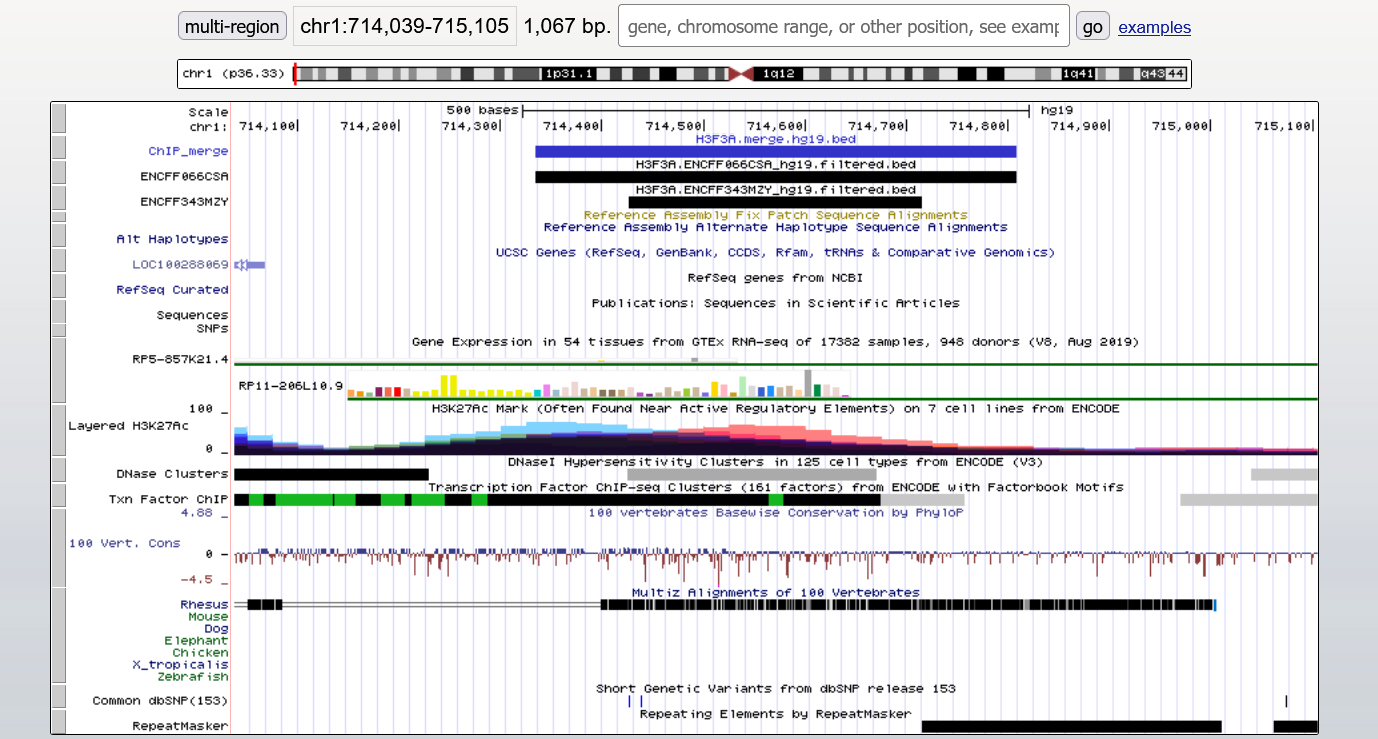 multi-region chr1:714,039-715,105 1,067 bp. gene, chromosome range, or other position, see examp go examples
chr1 (p36.33) 1p31.1 1q12 1q41 q43 44
Scale 500 bases hg19
chr1: 714,100 714,200 714,300 714,400 714,500 714,600 714,700 714,800 714,900 715,000 715,100
H3F3A.merge.hg19.bed
ChIP_merge
H3F3A.ENCFF066CSA_hg19.filtered.bed
ENCFF066CSA
H3F3A.ENCFF343MZY_hg19.filtered.bed
ENCFF343MZY
Reference Assembly Fix Patch Sequence Alignments
Reference Assembly Alternate Haplotype Sequence Alignments
Alt Haplotypes
UCSC Genes (RefSeq, GenBank, CCDS, Rfam, tRNAs & Comparative Genomics)
LOC100288069
RefSeq genes from NCBI
RefSeq Curated
Publications: Sequences in Scientific Articles
Sequences
SNPs
Gene Expression in 54 tissues from GTEx RNA-seq of 17382 samples, 948 donors (V8, Aug 2019)
RP5-857K21.4
RP11-206L10.9
H3K27Ac Mark (Often Found Near Active Regulatory Elements) on 7 cell lines from ENCODE
100 _
Layered H3K27Ac
0 _
DNaseI Hypersensitivity Clusters in 125 cell types from ENCODE (V3)
DNase Clusters
Transcription Factor ChIP-seq Clusters (161 factors) from ENCODE with Factorbook Motifs
Txn Factor ChIP
100 vertebrates Basewise Conservation by PhyloP
4.88 _
100 Vert. Cons
0 -
-4.5 _
Multiz Alignments of 100 Vertebrates
Rhesus
Mouse
Dog
Elephant
Chicken
X_tropicalis
Zebrafish
Short Genetic Variants from dbSNP release 153
Common dbSNP(153)
Repeating Elements by RepeatMasker
RepeatMasker